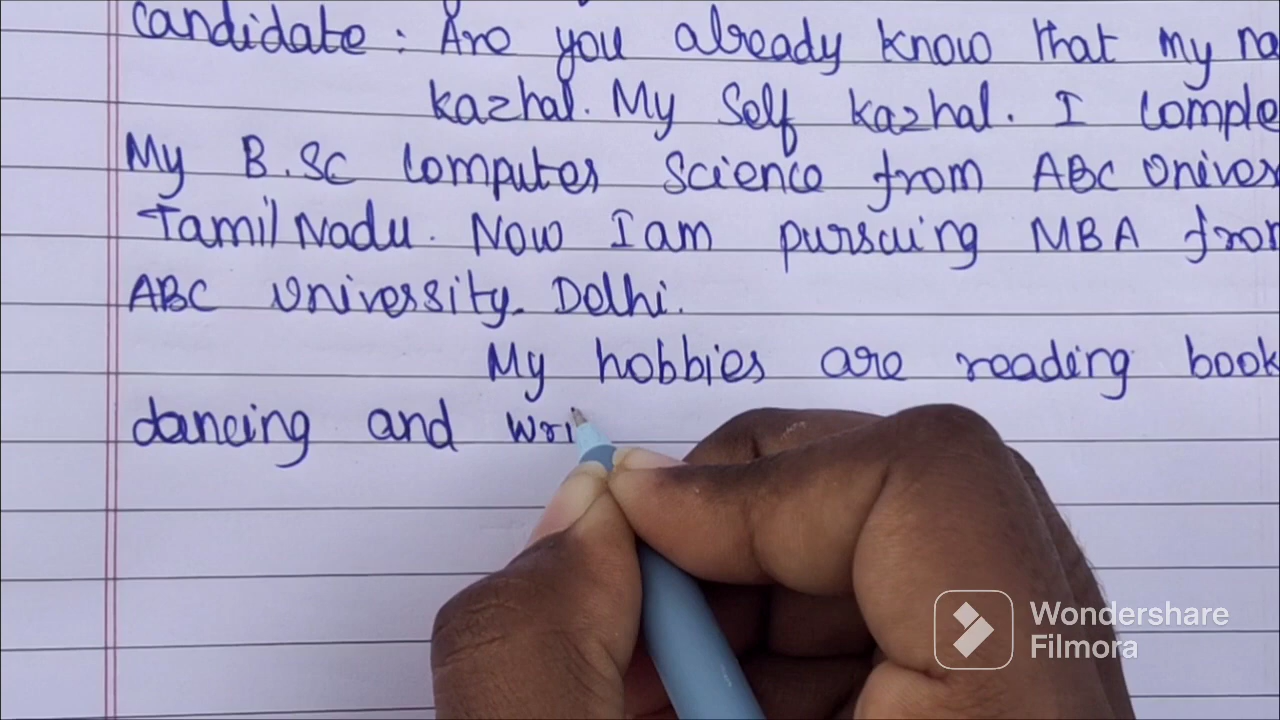 Candidate : Are you already know that my na
kazhal. My Self kazhal. I comple
My B.Sc Computer Science from ABC Univer
Tamil Nadu. Now I am pursuing MBA from
ABC University. Delhi.
My hobbies are reading book
dancing and wri
Wondershare
Filmora